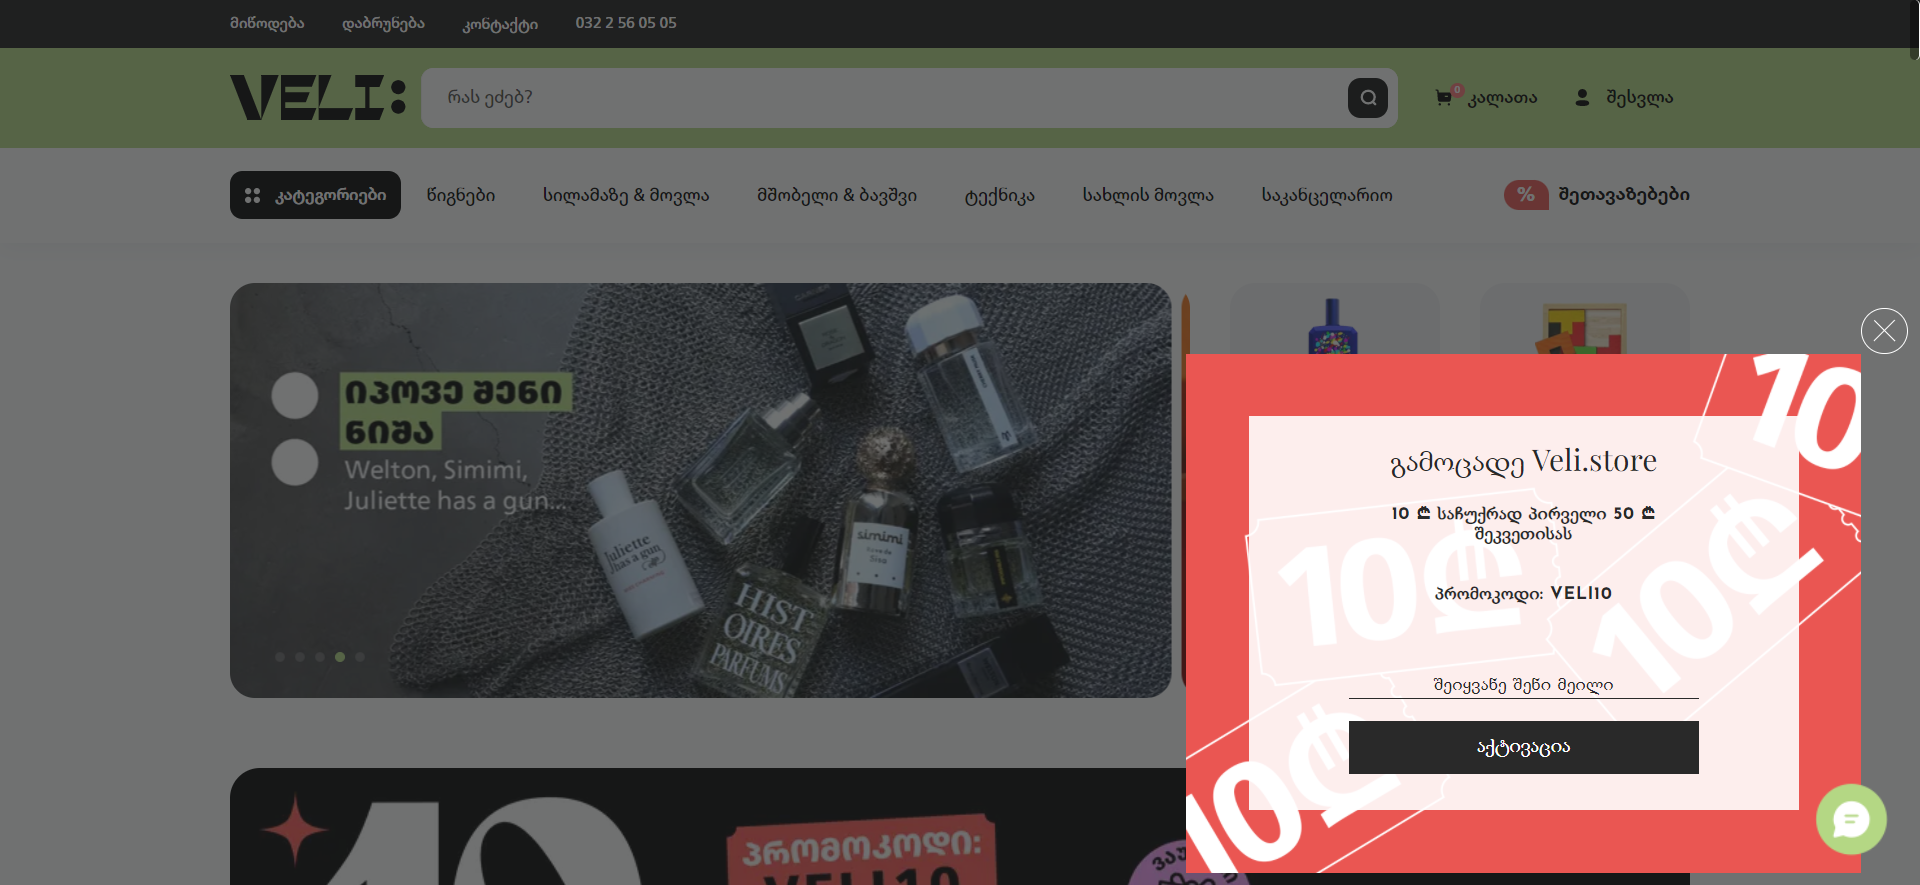 მიწოდება
დაბრუნება
კონტაქტი
032 2 56 05 05
VELI:
რას ეძებ?
0
კალათა
შესვლა
კატეგორიები
წიგნები
სილამაზე & მოვლა
მშობელი & ბავშვი
ტექნიკა
სახლის მოვლა
საკანცელარიო
%
შეთავაზებები
იპოვე შენი
ნიშა
Welton, Simimi,
Juliette has a gun...
Juliette
has a gun
simimi
HIST
OIRES
PARFUMS
გამოცადე Veli.store
10 ₾ საჩუქრად პირველი 50 ₾
შეკვეთისას
პრომოკოდი: VELI10
შეიყვანე შენი მეილი
აქტივაცია
10
10₾
10₾
10₾
10
პრომოკოდი:
VELI10